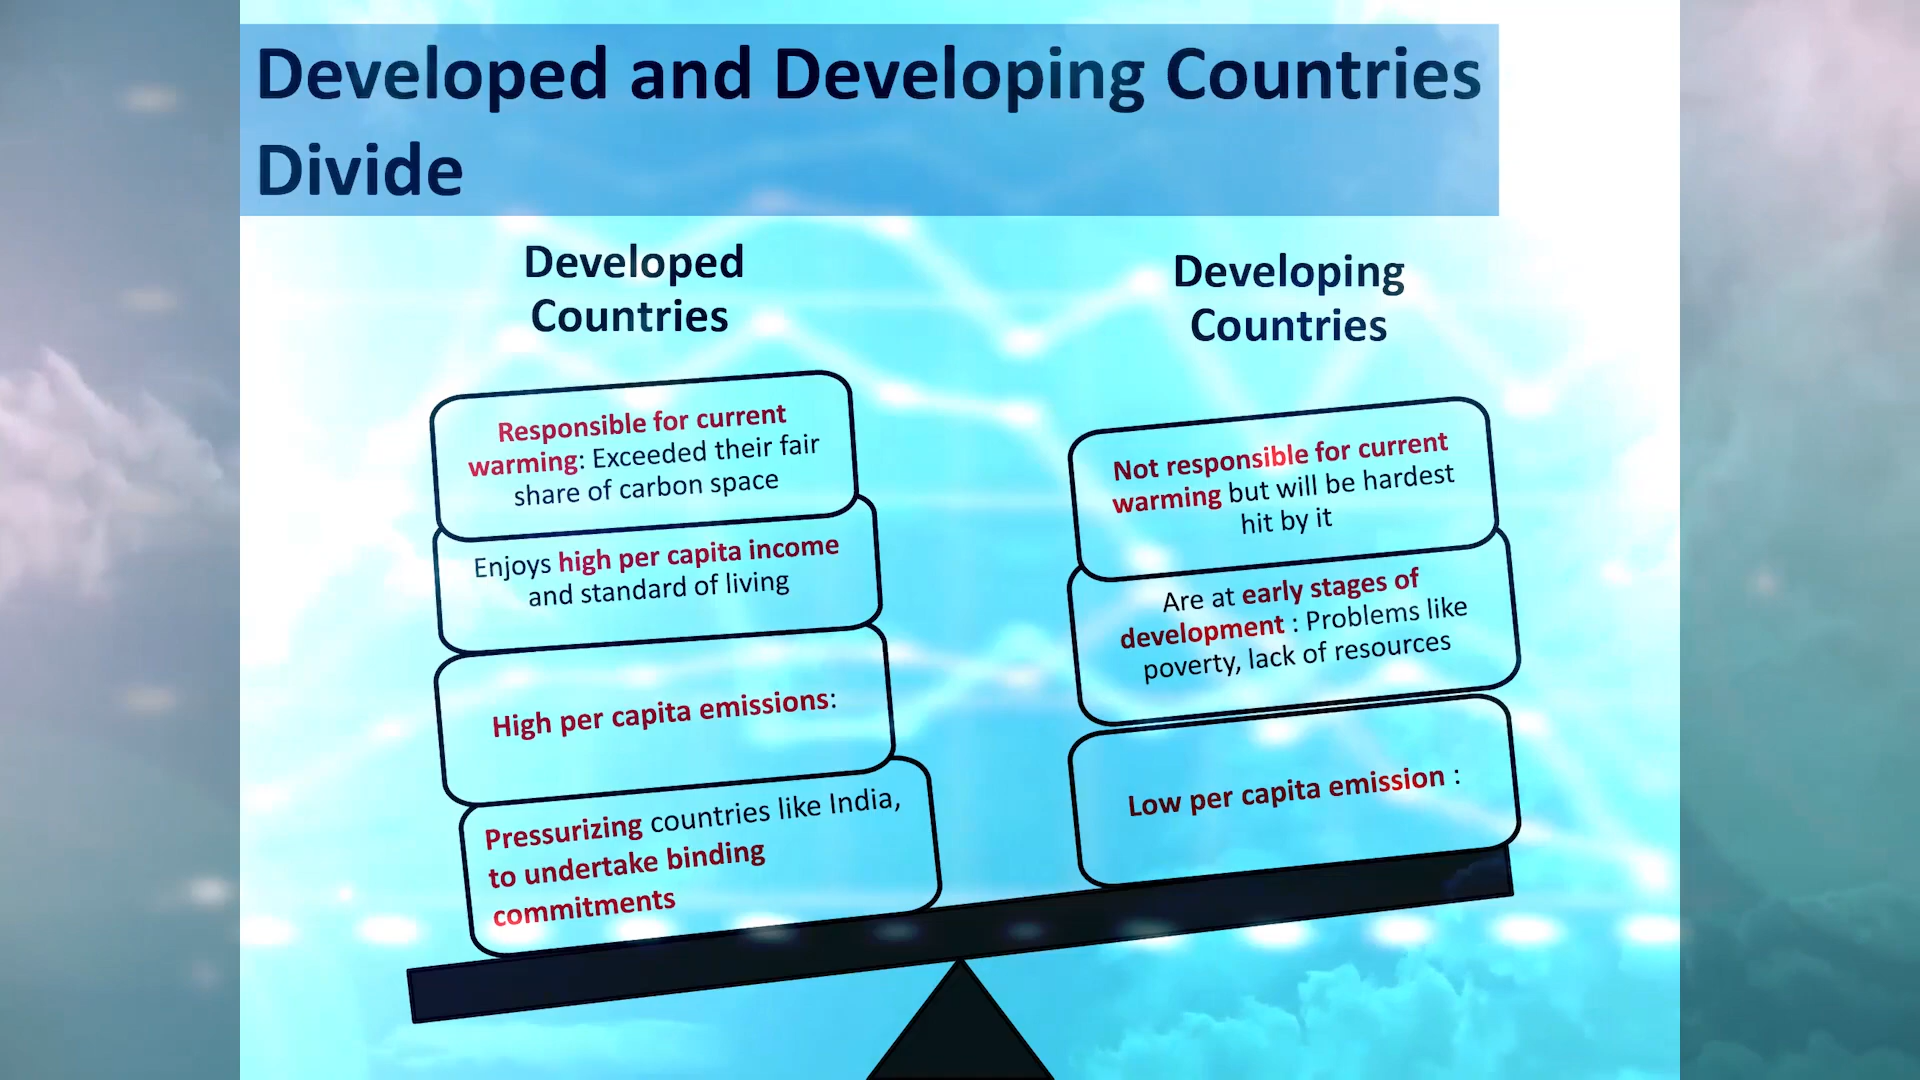 Developed and Developing Countries
Divide
Developed
Countries
Responsible for current
warming: Exceeded their fair
share of carbon space
Enjoys high per capita income
and standard of living
High per capita emissions:
Pressurizing countries like India,
to undertake binding
commitments
Developing
Countries
Not responsible for current
warming but will be hardest
hit by it
Are at early stages of
development : Problems like
poverty, lack of resources
Low per capita emission :